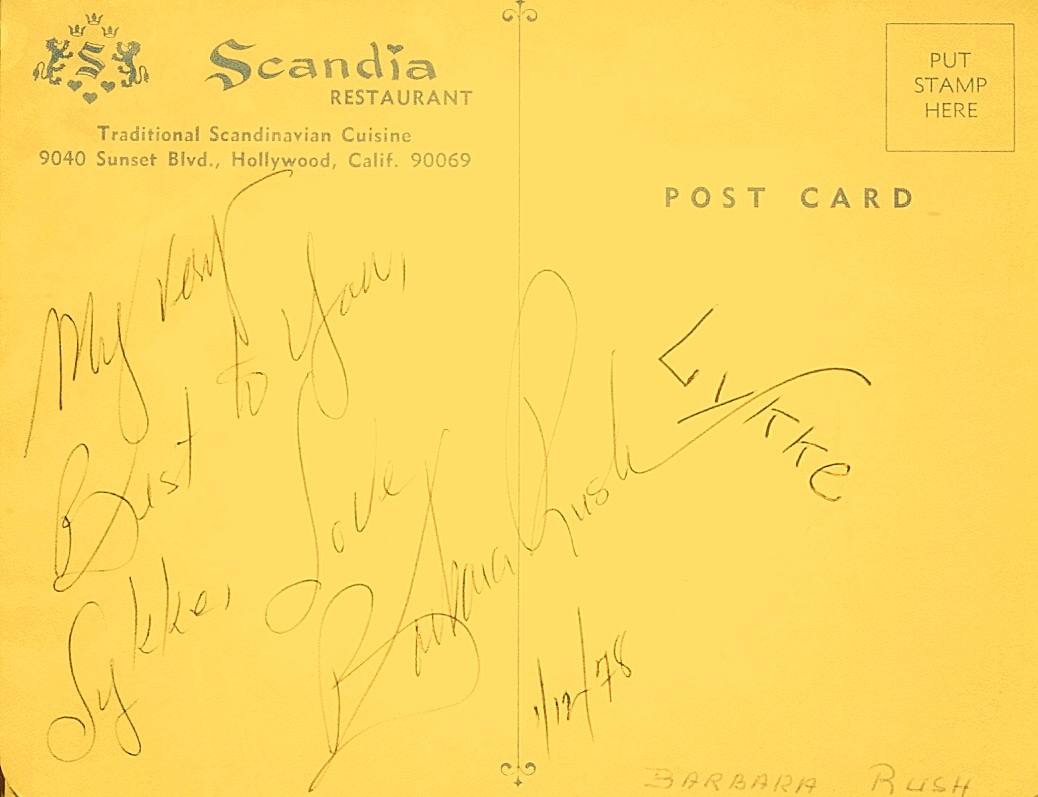 S
Scandia
RESTAURANT
Traditional Scandinavian Cuisine
9040 Sunset Blvd., Hollywood, Calif. 90069
PUT
STAMP
HERE
POST CARD
My very
Best to you,
Sykke,
Love
Barbara Rush
Lykke
1/12/78
BARBARA RUSH